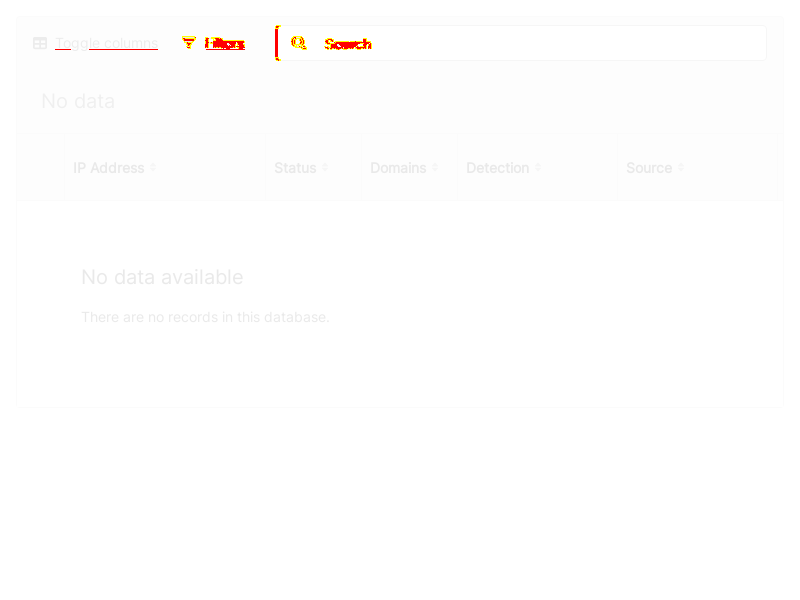 Toggle columns Filters Search
No data
IP Address Status Domains Detection Source
No data available
There are no records in this database.